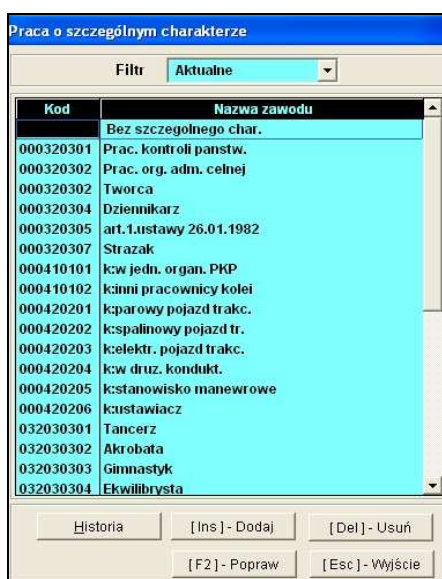 Praca o szczególnym charakterze
Filtr Aktualne
Kod Nazwa zawodu
Bez szczegolnego char.
000320301 Prac. kontroli panstw.
000320302 Prac. org. adm. celnej
000320302 Tworca
000320304 Dziennikarz
000320305 art.1.ustawy 26.01.1982
000320307 Strazak
000410101 k:w jedn. organ. PKP
000410102 k:inni pracownicy kolei
000420201 k:parowy pojazd trakc.
000420202 k:spalinowy pojazd tr.
000420203 k:elektr. pojazd trakc.
000420204 k:w druz. kondukt.
000420205 k:stanowisko manewrowe
000420206 k:ustawiacz
032030301 Tancerz
032030302 Akrobata
032030303 Gimnastyk
032030304 Ekwilibrysta
Historia [Ins] - Dodaj [Del] - Usuń
[F2] - Popraw [Esc] - Wyjście